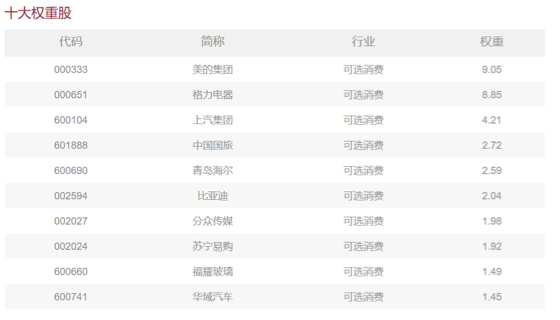 十大权重股
代码 简称 行业 权重
000333 美的集团 可选消费 9.05
000651 格力电器 可选消费 8.85
600104 上汽集团 可选消费 4.21
601888 中国国旅 可选消费 2.72
600690 青岛海尔 可选消费 2.59
002594 比亚迪 可选消费 2.04
002027 分众传媒 可选消费 1.98
002024 苏宁易购 可选消费 1.92
600660 福耀玻璃 可选消费 1.49
600741 华域汽车 可选消费 1.45